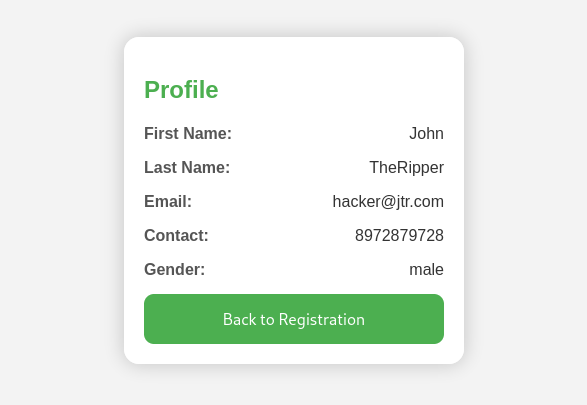 Profile
First Name: John
Last Name: TheRipper
Email: hacker@jtr.com
Contact: 8972879728
Gender: male
Back to Registration